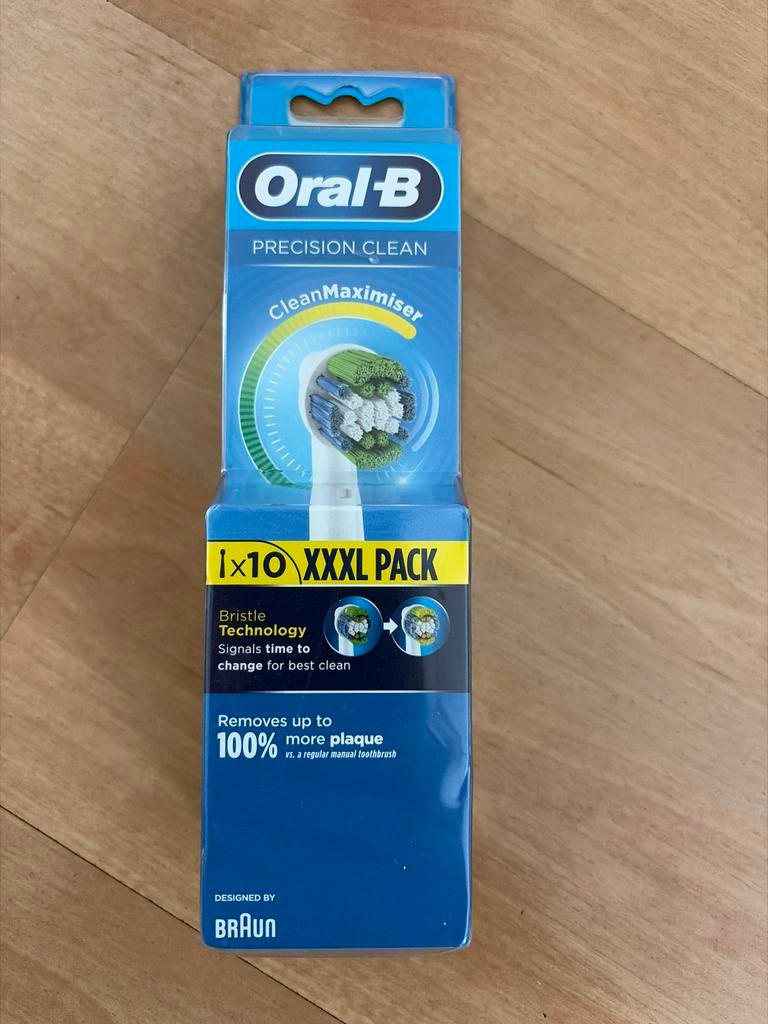 Oral-B
PRECISION CLEAN
CleanMaximiser
x10 XXXL PACK
Bristle
Technology
Signals time to
change for best clean
Removes up to
100% more plaque
vs. a regular manual toothbrush
DESIGNED BY
BRAUN